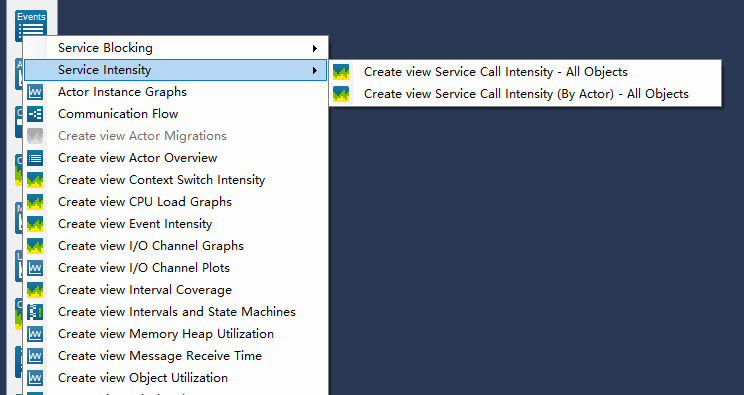 Events
Service Blocking
Service Intensity
Create view Service Call Intensity - All Objects
Create view Service Call Intensity (By Actor) - All Objects
Actor Instance Graphs
Communication Flow
Create view Actor Migrations
Create view Actor Overview
Create view Context Switch Intensity
Create view CPU Load Graphs
Create view Event Intensity
Create view I/O Channel Graphs
Create view I/O Channel Plots
Create view Interval Coverage
Create view Intervals and State Machines
Create view Memory Heap Utilization
Create view Message Receive Time
Create view Object Utilization